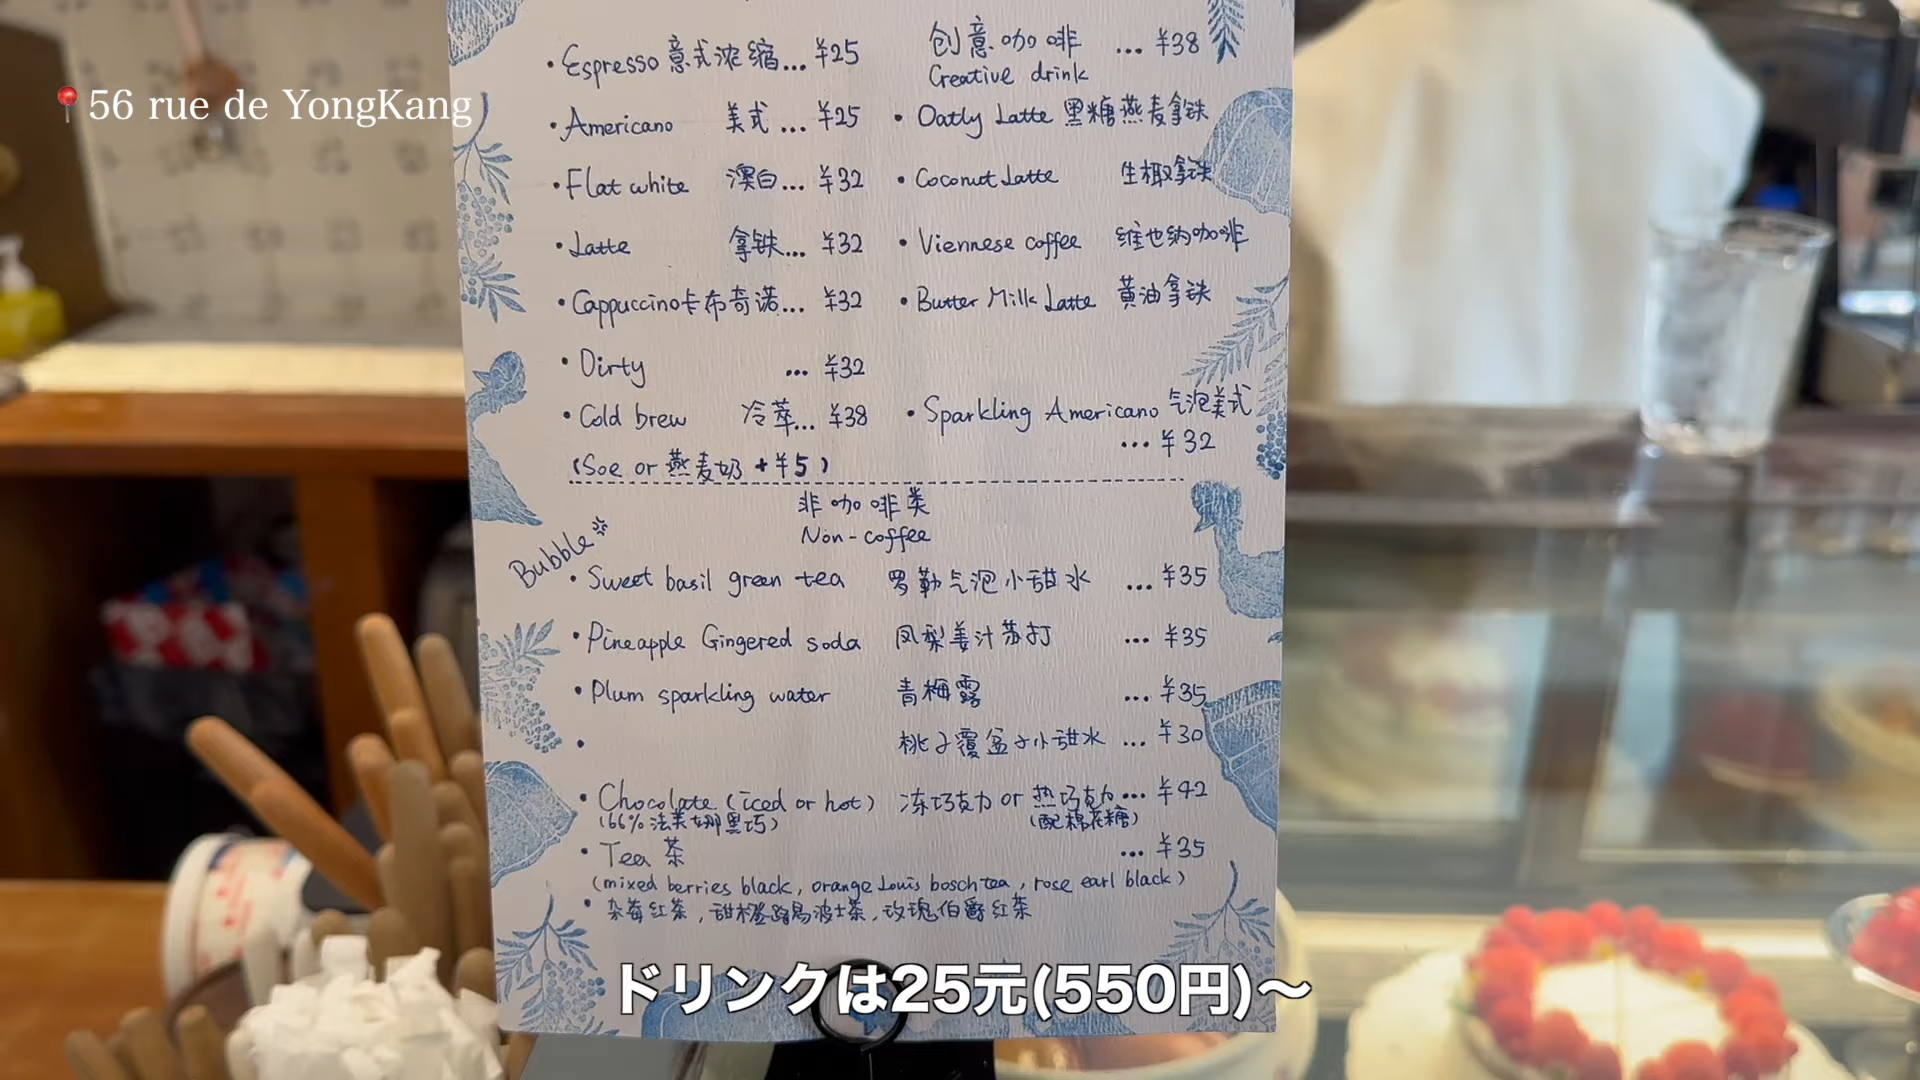 56 rue de YongKang
• Espresso 意式浓缩... ¥25
• Americano 美式 ... ¥25
• Flat white 澳白... ¥32
• Latte 拿铁... ¥32
• Cappuccino 卡布奇诺... ¥32
• Dirty ... ¥32
• Cold brew 冷萃... ¥38
(Soe or 燕麦奶 + ¥5)
创意咖啡 ... ¥38
Creative drink
• Oatly Latte 黑糖燕麦拿铁
• Coconut Latte 生椰拿铁
• Viennese coffee 维也纳咖啡
• Butter Milk Latte 黄油拿铁
• Sparkling Americano 气泡美式
... ¥32
非咖啡类
Non-coffee
Bubble
• Sweet basil green tea 罗勒气泡小甜水 ... ¥35
• Pineapple Gingered soda 凤梨姜汁苏打 ... ¥35
• Plum sparkling water 青梅露 ... ¥35
• 桃子覆盆子小甜水 ... ¥30
• Chocolate (iced or hot) 冻巧克力 or 热巧克力... ¥42
(66% 法芙娜黑巧) (配棉花糖)
• Tea 茶 ... ¥35
(mixed berries black, orange Louis bosch tea, rose earl black)
• 杂莓红茶, 甜橙路易波士茶, 玫瑰伯爵红茶
ドリンクは25元(550円)〜